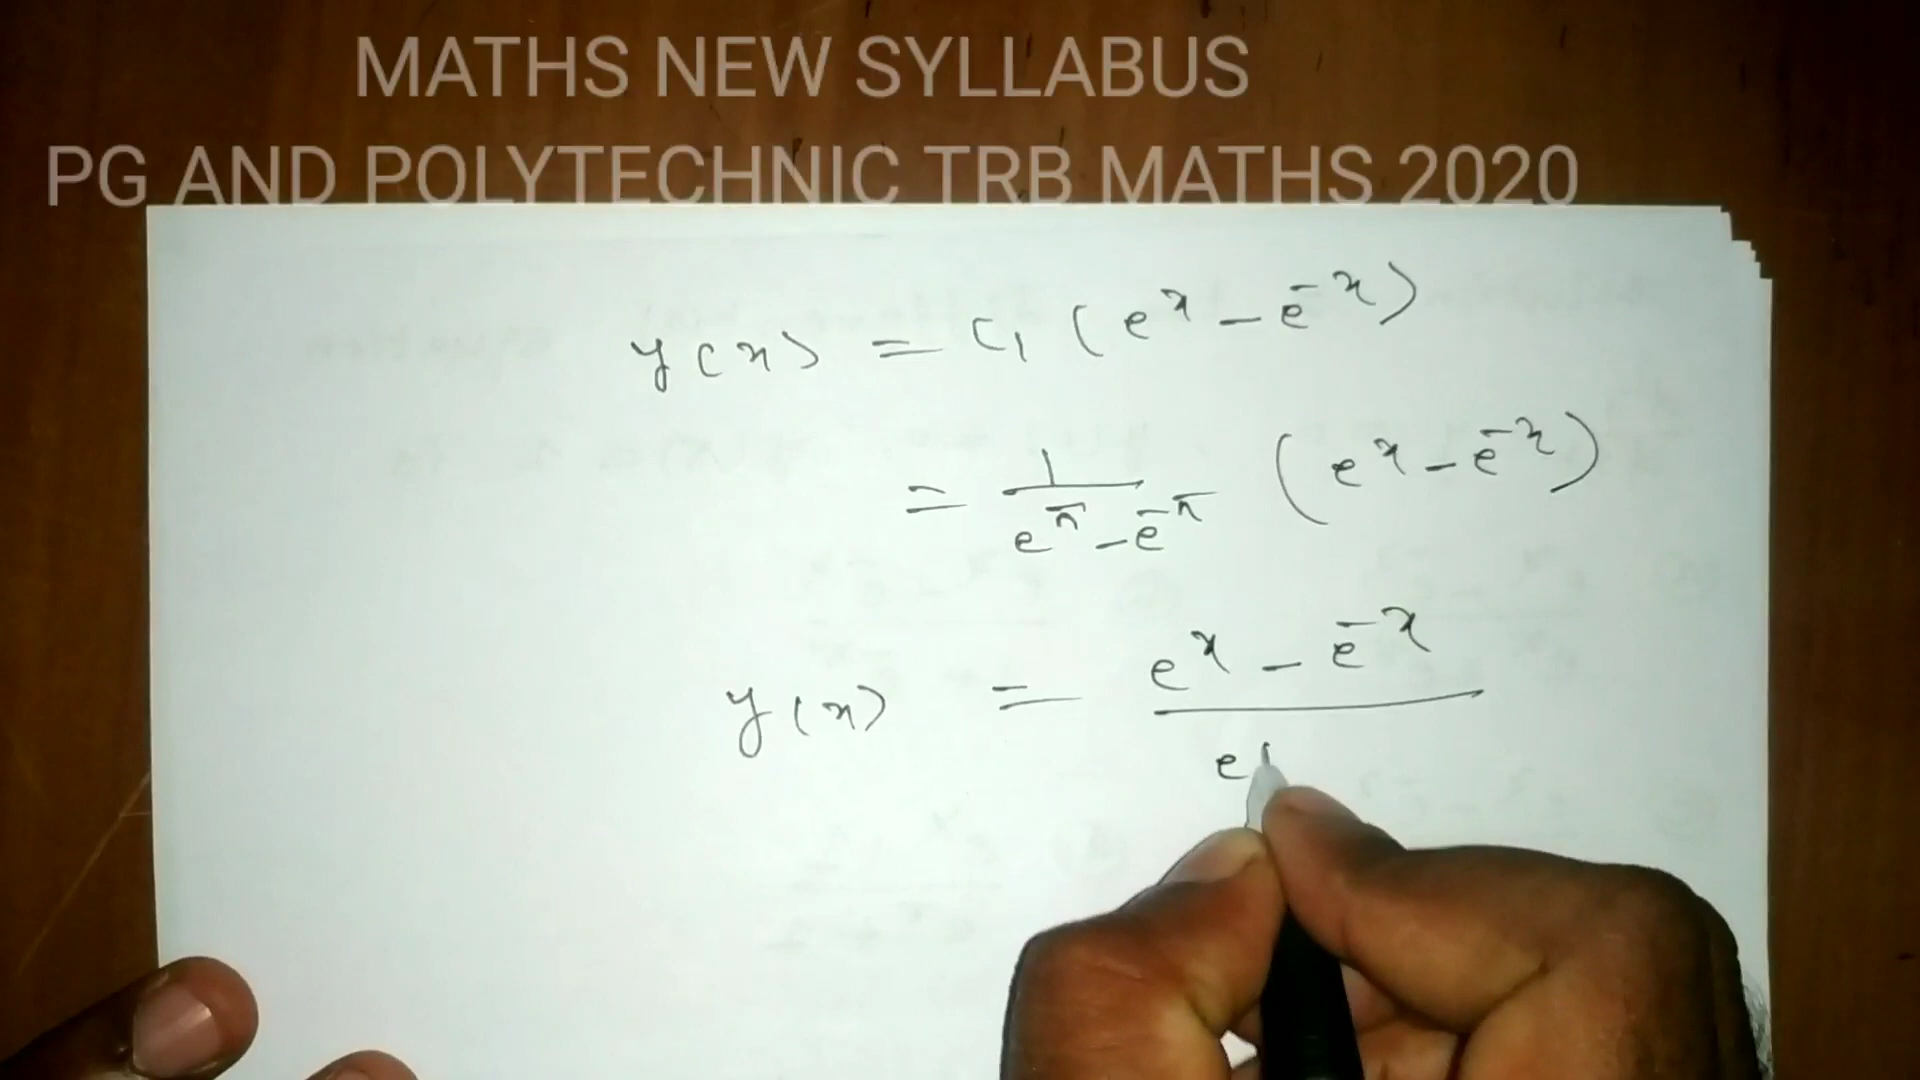 MATHS NEW SYLLABUS
PG AND POLYTECHNIC TRB MATHS 2020
y(x) = c₁ (eˣ − e⁻ˣ)
= 1/(e^π − e^−π) (eˣ − e⁻ˣ)
y(x) = eˣ − e⁻ˣ
e